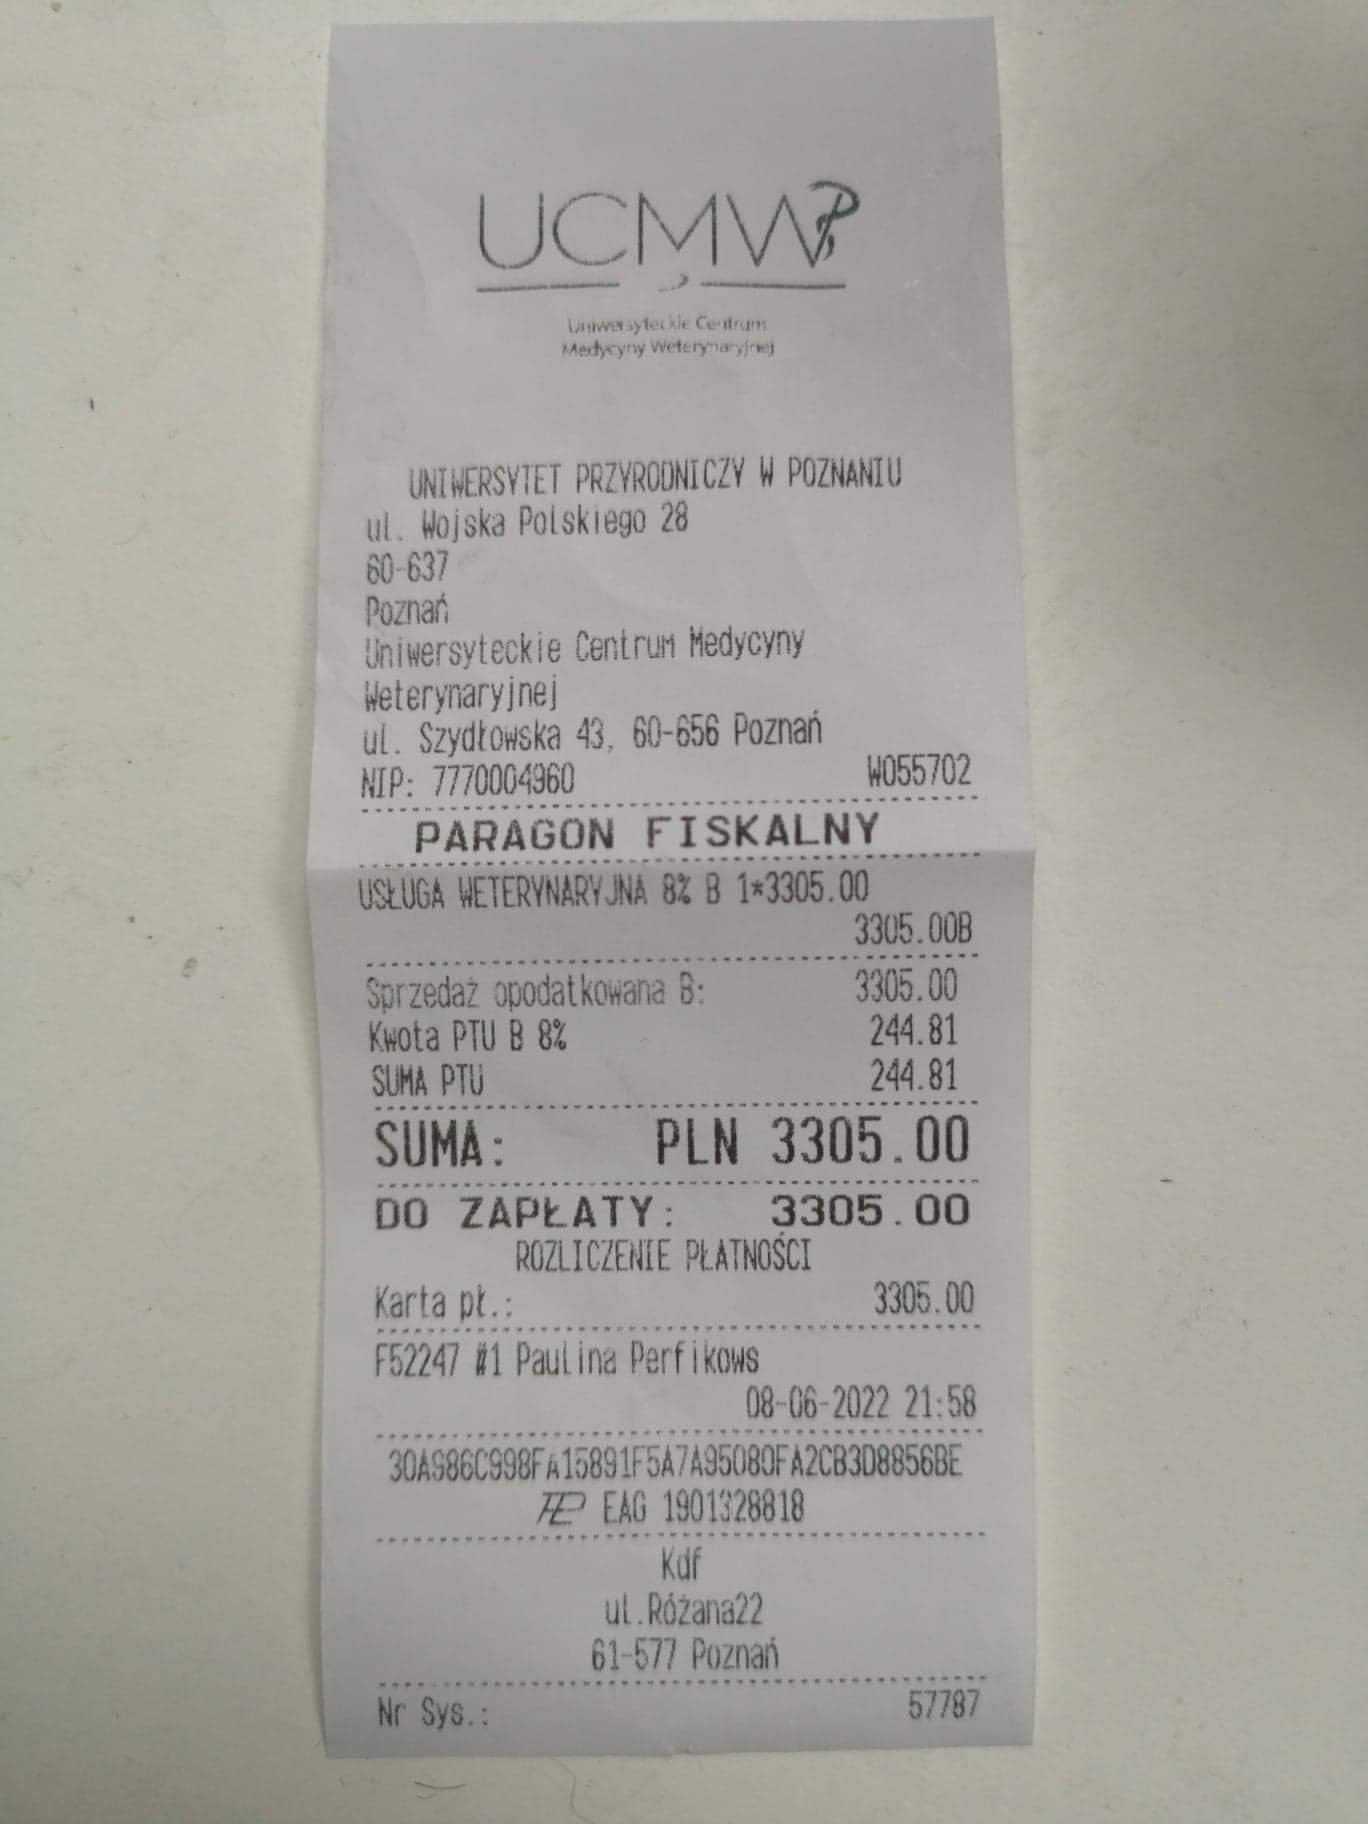 UCMW
Uniwersyteckie Centrum
Medycyny Weterynaryjnej
UNIWERSYTET PRZYRODNICZY W POZNANIU
ul. Wojska Polskiego 28
60-637
Poznań
Uniwersyteckie Centrum Medycyny
Weterynaryjnej
ul. Szydłowska 43, 60-656 Poznań
NIP: 7770004960 W055702
PARAGON FISKALNY
USŁUGA WETERYNARYJNA 8% B 1*3305.00
3305.00B
Sprzedaż opodatkowana B: 3305.00
Kwota PTU B 8% 244.81
SUMA PTU 244.81
SUMA: PLN 3305.00
DO ZAPŁATY: 3305.00
ROZLICZENIE PŁATNOŚCI
Karta pł.: 3305.00
F52247 #1 Paulina Perfikows
08-06-2022 21:58
30A986C998FA15891F5A7A95080FA2CB3D8856BE
EAG 1901328818
Kdf
ul.Różana22
61-577 Poznań
Nr Sys.: 57787